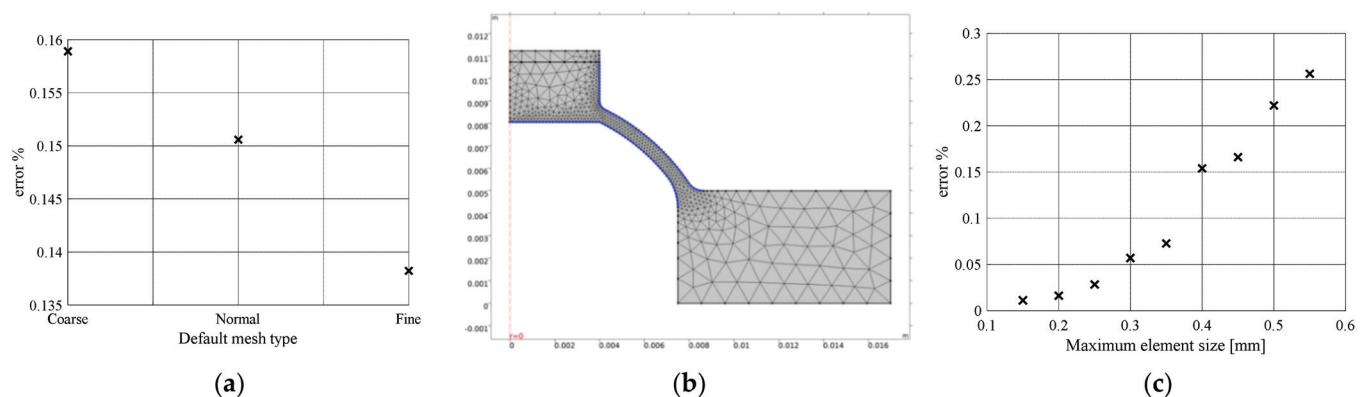 0.16
0.155
0.15
0.145
0.14
0.135
error %
Coarse Normal Fine
Default mesh type
(a)
m
0.012
0.011
0.01
0.009
0.008
0.007
0.006
0.005
0.004
0.003
0.002
0.001
0
-0.001
r=0
m
0 0.002 0.004 0.006 0.008 0.01 0.012 0.014 0.016
(b)
0.3
0.25
0.2
0.15
0.1
0.05
0
error %
0.1 0.2 0.3 0.4 0.5 0.6
Maximum element size [mm]
(c)